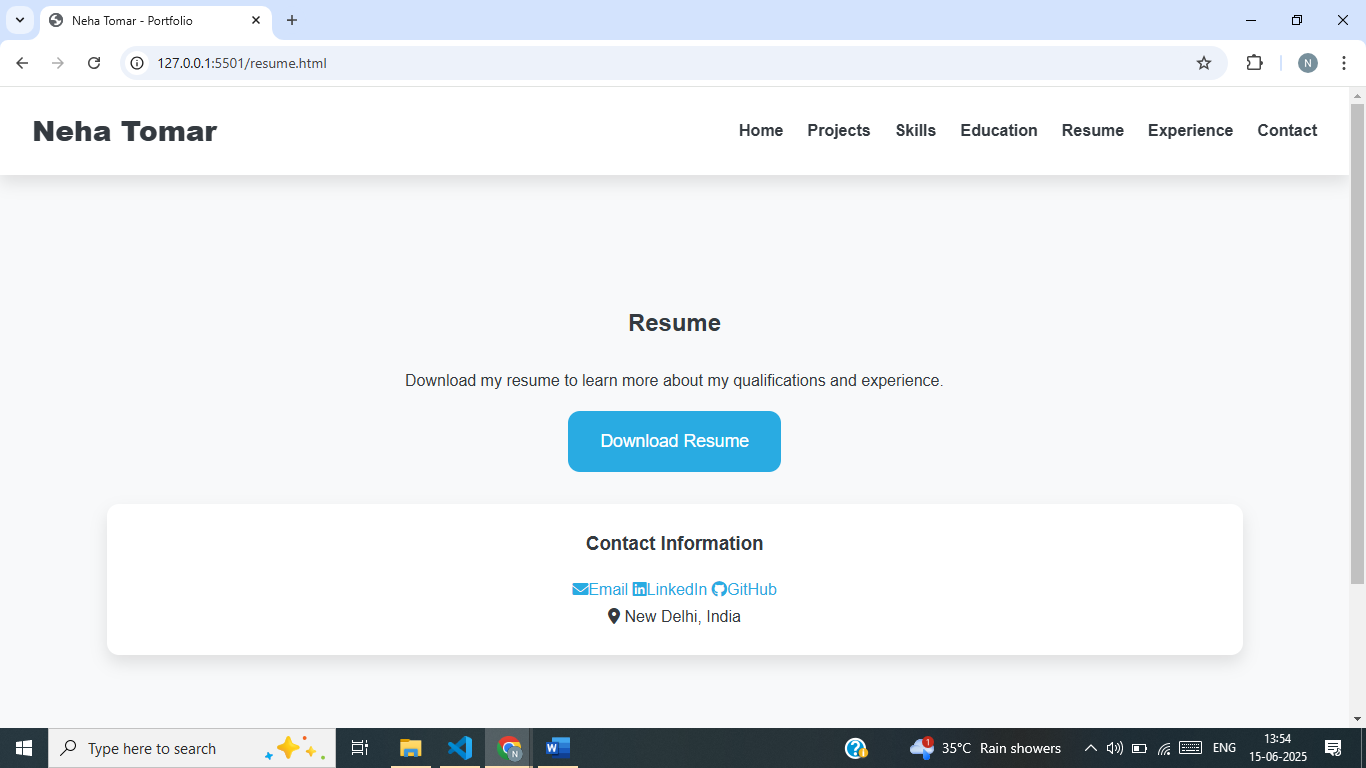 Neha Tomar - Portfolio
127.0.0.1:5501/resume.html
N
Neha Tomar
Home Projects Skills Education Resume Experience Contact
Resume
Download my resume to learn more about my qualifications and experience.
Download Resume
Contact Information
Email LinkedIn GitHub
New Delhi, India
Type here to search
N
W
?
1
35°C Rain showers
ENG
13:54
15-06-2025